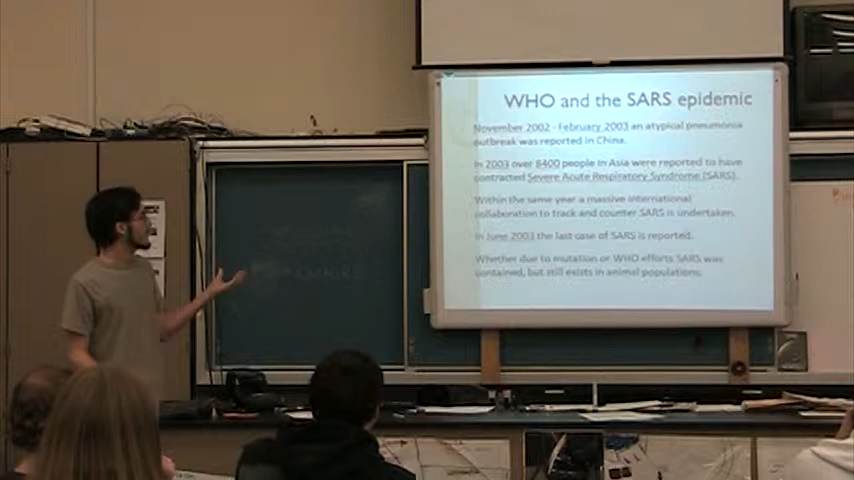 WHO and the SARS epidemic
November 2002 - February 2003 an atypical pneumonia
outbreak was reported in China.
In 2003 over 8400 people in Asia were reported to have
contracted Severe Acute Respiratory Syndrome (SARS).
Within the same year a massive international
collaboration to track and counter SARS is undertaken.
In June 2003 the last case of SARS is reported.
Whether due to mutation or WHO efforts SARS was
contained, but still exists in animal populations.